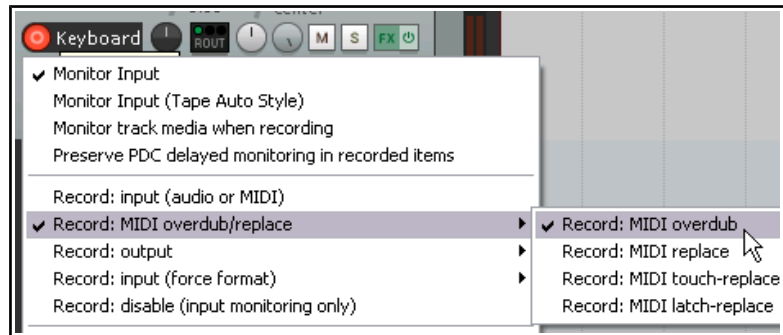 Center
Keyboard ROUT M S FX
Monitor Input
Monitor Input (Tape Auto Style)
Monitor track media when recording
Preserve PDC delayed monitoring in recorded items
Record: input (audio or MIDI)
Record: MIDI overdub/replace
Record: MIDI overdub
Record: output
Record: MIDI replace
Record: input (force format)
Record: MIDI touch-replace
Record: disable (input monitoring only)
Record: MIDI latch-replace